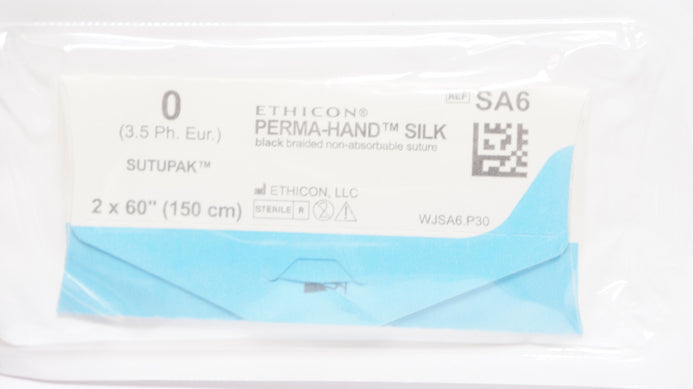 0
(3.5 Ph. Eur.)
SUTUPAK™
2 x 60" (150 cm)
ETHICON®
PERMA-HAND™ SILK
black braided non-absorbable suture
ETHICON, LLC
STERILE R
REF SA6
WJSA6.P30